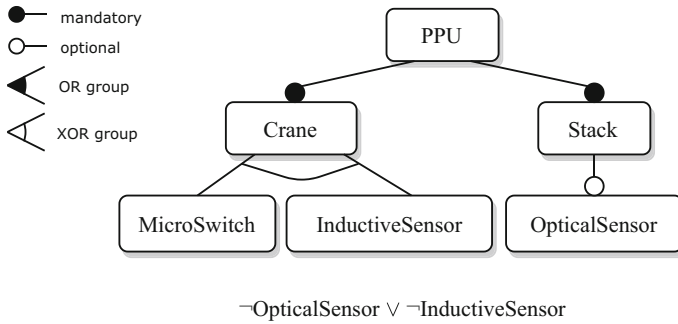 mandatory
optional
OR group
XOR group
PPU
Crane
Stack
MicroSwitch
InductiveSensor
OpticalSensor
¬OpticalSensor ∨ ¬InductiveSensor